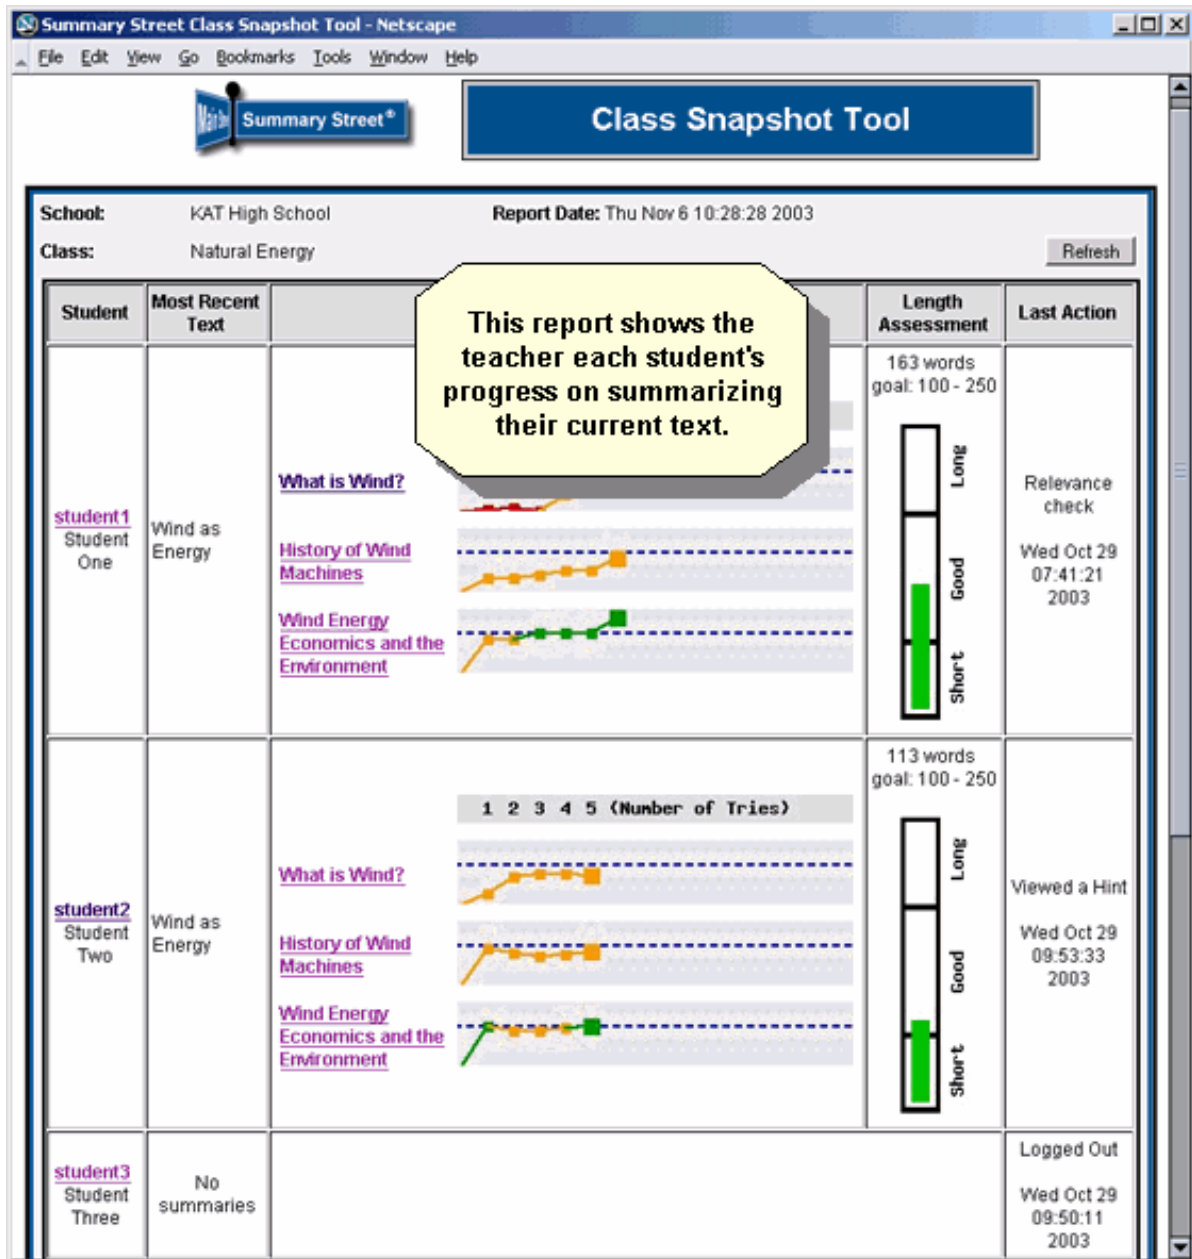 Summary Street Class Snapshot Tool - Netscape
File Edit View Go Bookmarks Tools Window Help
Main Summary Street®
Class Snapshot Tool
School: KAT High School Report Date: Thu Nov 6 10:28:28 2003
Class: Natural Energy Refresh
Student Most Recent Text Length Assessment Last Action
This report shows the
teacher each student's
progress on summarizing
their current text.
student1
Student
One
Wind as
Energy
What is Wind?
History of Wind
Machines
Wind Energy
Economics and the
Environment
163 words
goal: 100 - 250
Long
Good
Short
Relevance
check
Wed Oct 29
07:41:21
2003
student2
Student
Two
Wind as
Energy
1 2 3 4 5 (Number of Tries)
What is Wind?
History of Wind
Machines
Wind Energy
Economics and the
Environment
113 words
goal: 100 - 250
Long
Good
Short
Viewed a Hint
Wed Oct 29
09:53:33
2003
student3
Student
Three
No
summaries
Logged Out
Wed Oct 29
09:50:11
2003